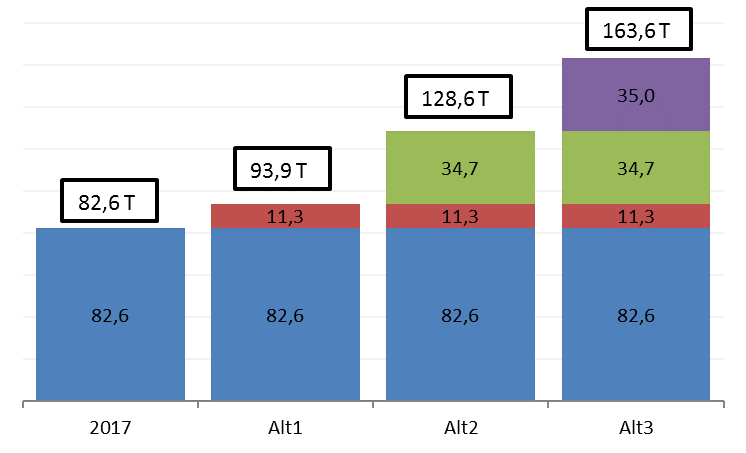 163,6 T
128,6 T
93,9 T
82,6 T
35,0
34,7 34,7
11,3 11,3 11,3
82,6 82,6 82,6 82,6
2017 Alt1 Alt2 Alt3